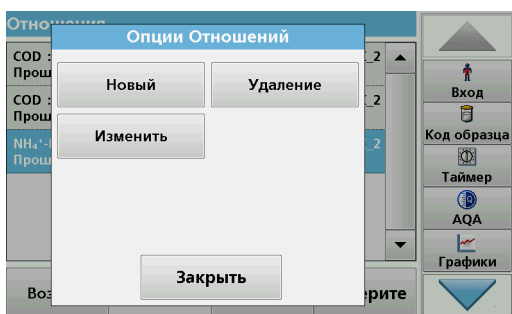 Отношения
Опции Отношений
COD :
_2
Прош
Новый
Удаление
COD :
_2
Прош
Изменить
NH₄⁺-
_2
Прош
Закрыть
Воз
ерите
Вход
Код образца
Таймер
AQA
Графики